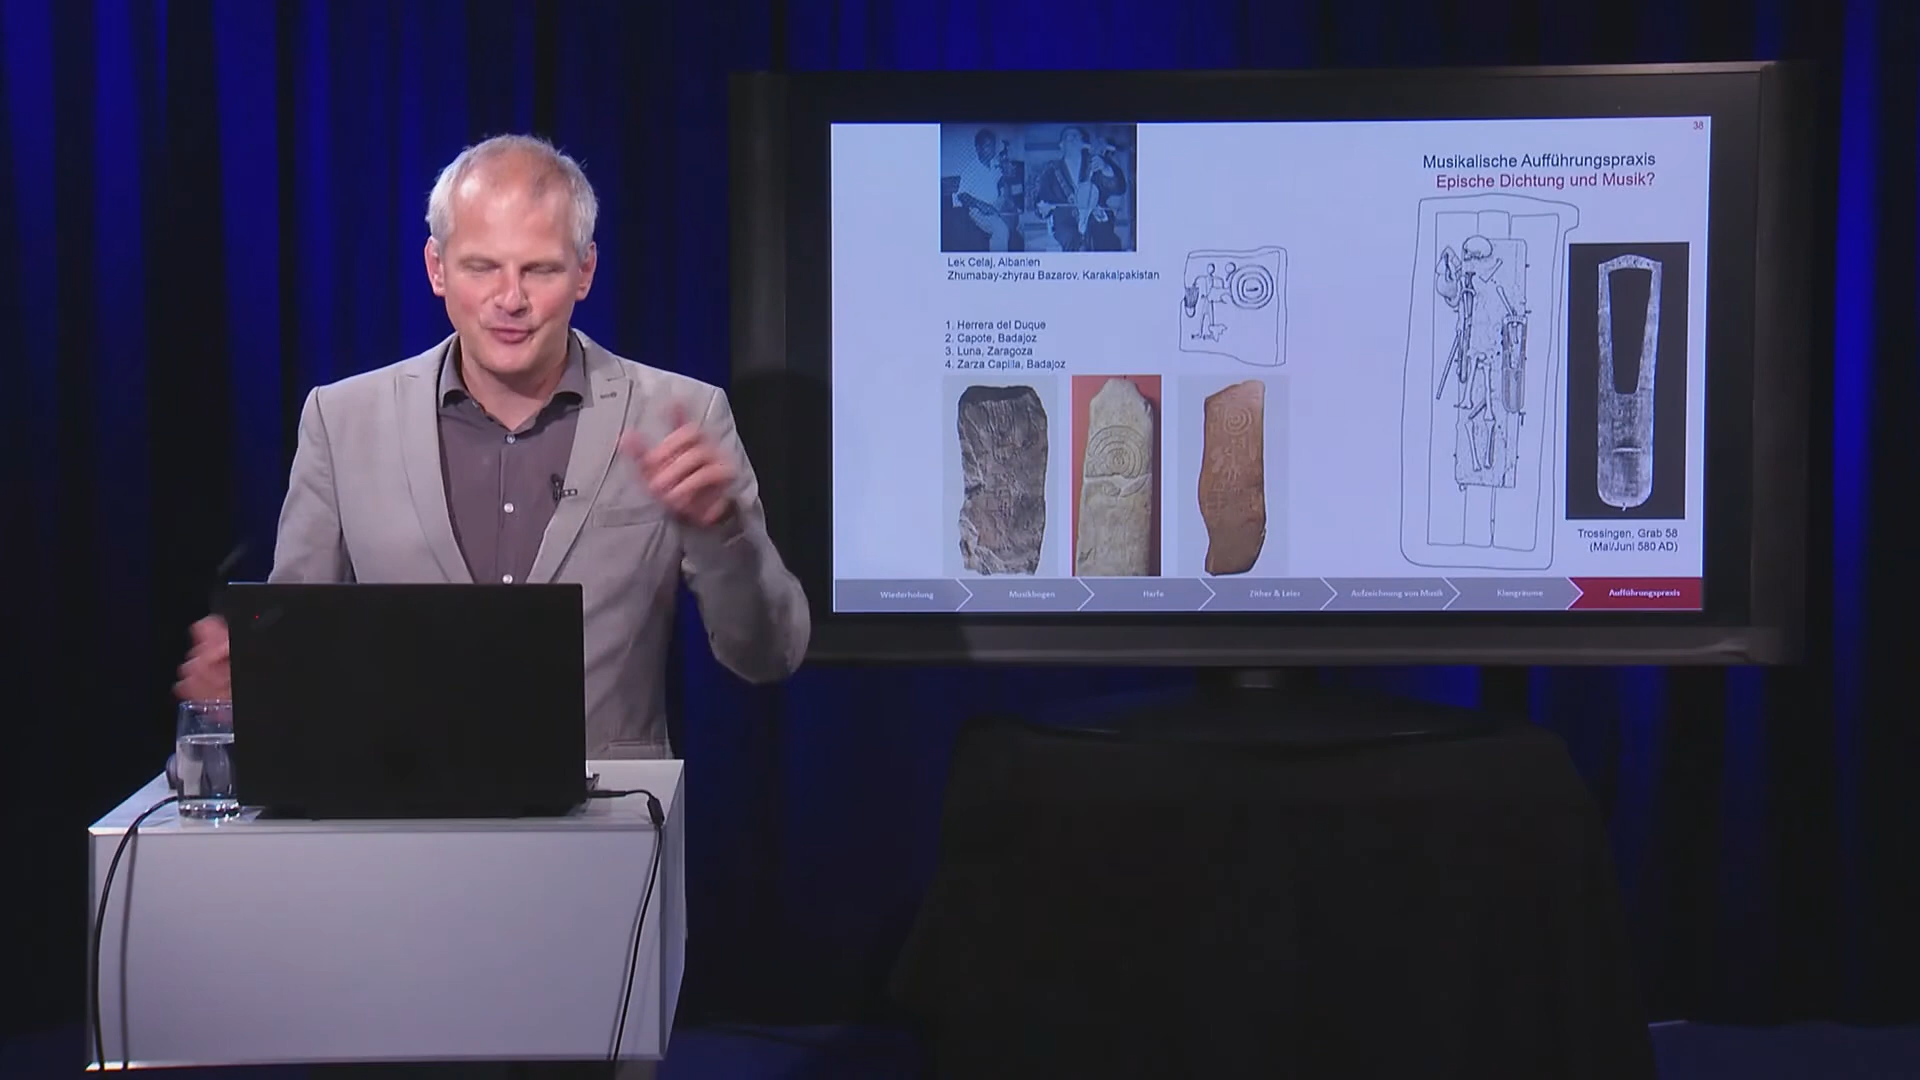 38
Musikalische Aufführungspraxis
Epische Dichtung und Musik?
Lek Celaj, Albanien
Zhumabay-zhyrau Bazarov, Karakalpakistan
1. Herrera del Duque
2. Capote, Badajoz
3. Luna, Zaragoza
4. Zarza Capilla, Badajoz
Trossingen, Grab 58
(Mai/Juni 580 AD)
Wiederholung
Musikbogen
Harfe
Zither & Leier
Aufzeichnung von Musik
Klangräume
Aufführungspraxis